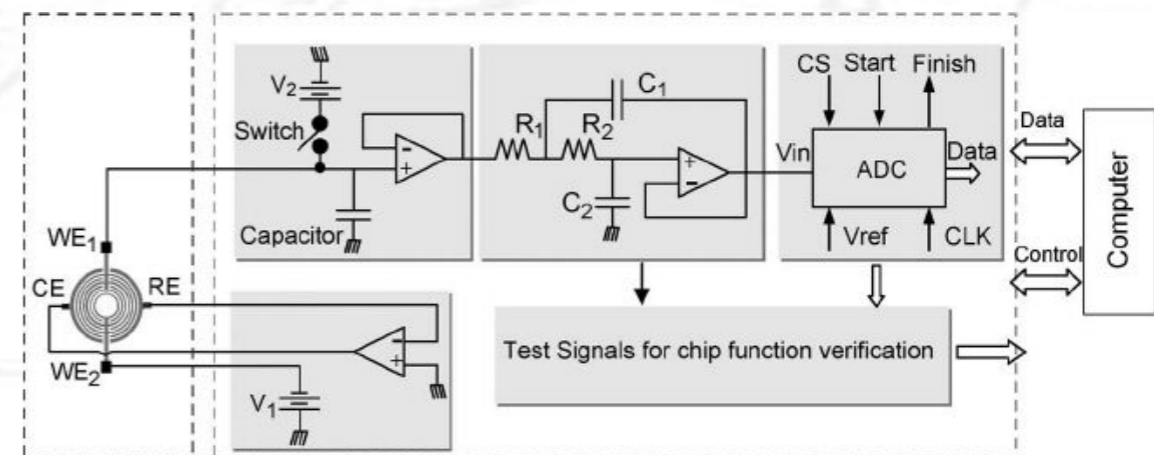 V2
Switch
Capacitor
R1
R2
C1
C2
CS Start Finish
Vin
ADC
Data
Vref
CLK
Data
Control
Computer
WE1
CE
RE
WE2
V1
Test Signals for chip function verification